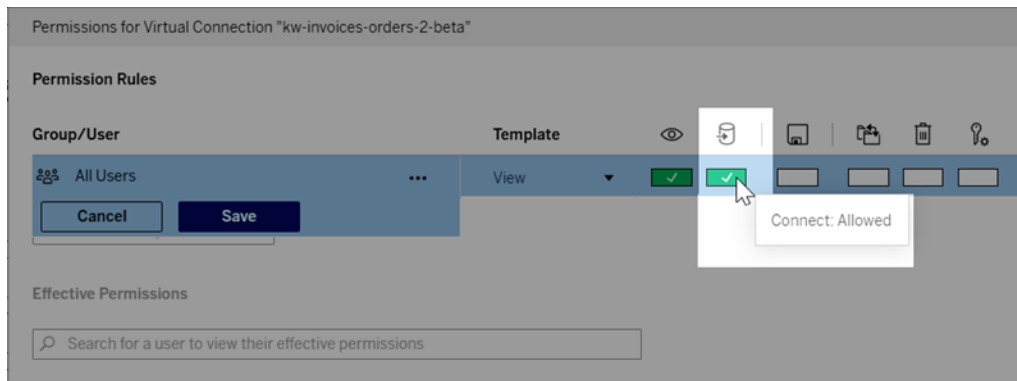 Permissions for Virtual Connection "kw-invoices-orders-2-beta"
Permission Rules
Group/User Template
All Users ••• View
Cancel Save
Connect: Allowed
Effective Permissions
Search for a user to view their effective permissions